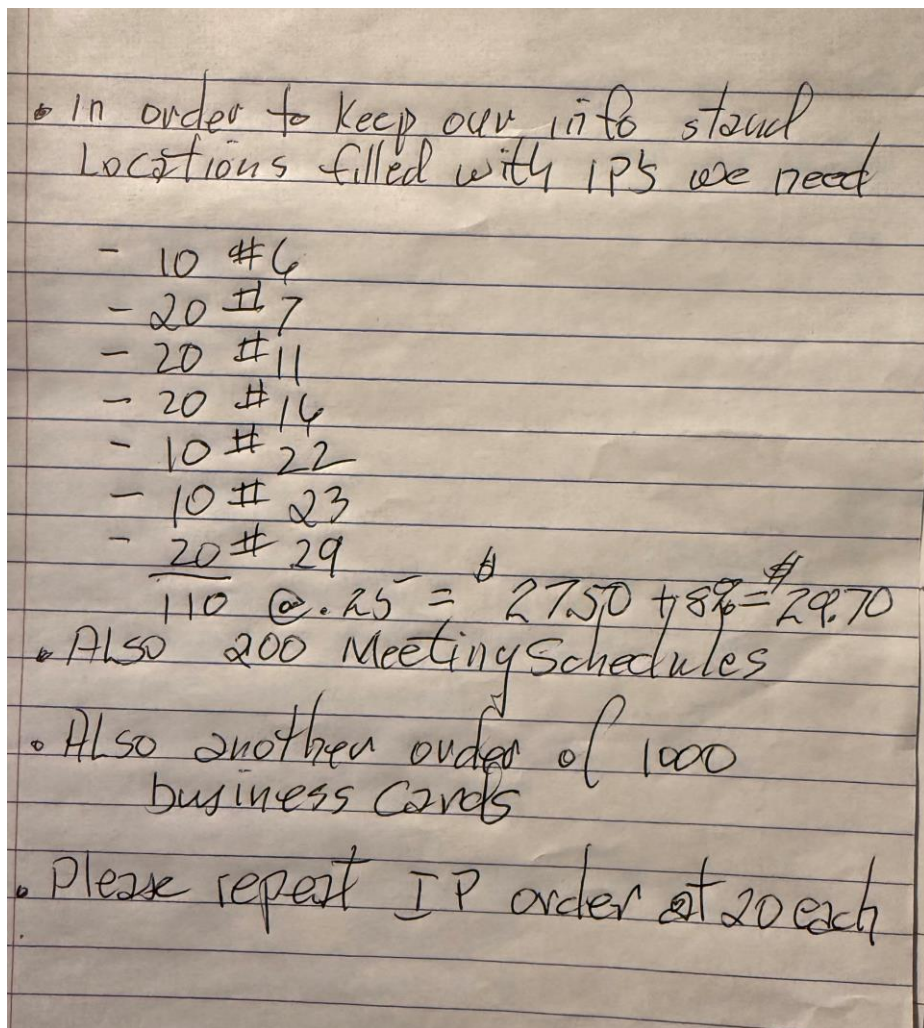 • In order to keep our info stand
Locations filled with IPS we need
- 10 #6
- 20 #7
- 20 #11
- 20 #16
- 10 # 22
- 10 # 23
- 20 # 29
110 @ .25 = $ 27.50 + 8% = $ 29.70
• ALSO 200 Meeting Schedules
• ALSO another order of 1000
business Cards
• Please repeat IP order at 20 each